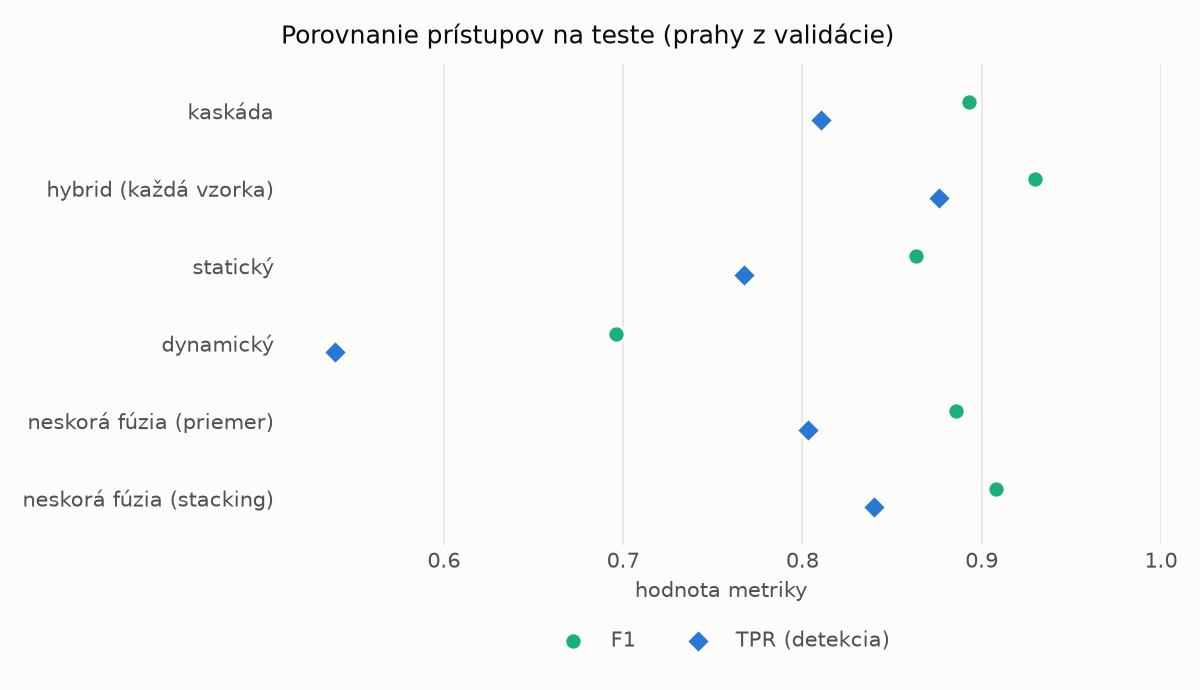 Porovnanie prístupov na teste (prahy z validácie)
kaskáda
hybrid (každá vzorka)
statický
dynamický
neskorá fúzia (priemer)
neskorá fúzia (stacking)
0.6 0.7 0.8 0.9 1.0
hodnota metriky
F1 TPR (detekcia)